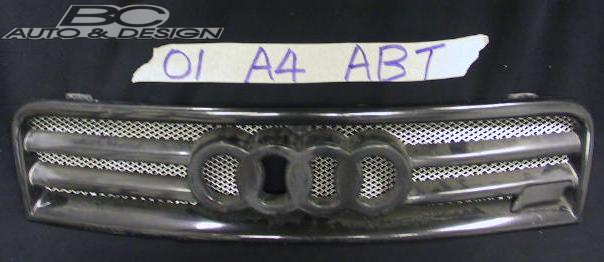 BC
AUTO & DESIGN
01 A4 ABT